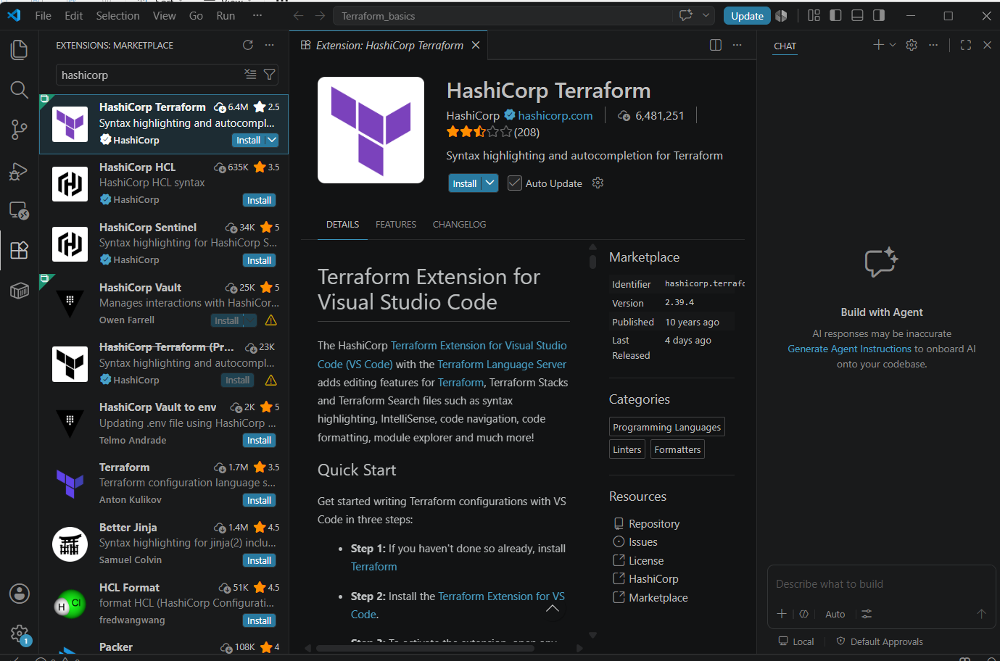 File Edit Selection View Go Run ···
Terraform_basics
Update
EXTENSIONS: MARKETPLACE
hashicorp
HashiCorp Terraform 6.4M 2.5
Syntax highlighting and autocompl...
HashiCorp Install
HashiCorp HCL 635K 3.5
HashiCorp HCL syntax
HashiCorp Install
HashiCorp Sentinel 34K 5
Syntax highlighting for HashiCorp S...
HashiCorp Install
HashiCorp Vault 25K 5
Manages interactions with HashiCor...
Owen Farrell Install
HashiCorp Terraform (Pr... 23K
Syntax highlighting and autocompl...
HashiCorp Install
HashiCorp Vault to env 2K 5
Updating .env file using HashiCorp ...
Telmo Andrade Install
Terraform 1.7M 3.5
Terraform configuration language s...
Anton Kulikov Install
Better Jinja 1.4M 4.5
Syntax highlighting for jinja(2) inclu...
Samuel Colvin Install
HCL Format 51K 4.5
format HCL (HashiCorp Configurati...
fredwangwang Install
Packer 108K 4
1
Extension: HashiCorp Terraform
HashiCorp Terraform
HashiCorp hashicorp.com 6,481,251
(208)
Syntax highlighting and autocompletion for Terraform
Install Auto Update
DETAILS FEATURES CHANGELOG
Terraform Extension for
Visual Studio Code
The HashiCorp Terraform Extension for Visual Studio
Code (VS Code) with the Terraform Language Server
adds editing features for Terraform, Terraform Stacks
and Terraform Search files such as syntax
highlighting, IntelliSense, code navigation, code
formatting, module explorer and much more!
Quick Start
Get started writing Terraform configurations with VS
Code in three steps:
• Step 1: If you haven't done so already, install
Terraform
• Step 2: Install the Terraform Extension for VS
Code.
Marketplace
Identifier hashicorp.terrafo
Version 2.39.4
Published 10 years ago
Last 4 days ago
Released
Categories
Programming Languages
Linters Formatters
Resources
Repository
Issues
License
HashiCorp
Marketplace
CHAT
Build with Agent
AI responses may be inaccurate
Generate Agent Instructions to onboard AI
onto your codebase.
Describe what to build
Auto
Local Default Approvals